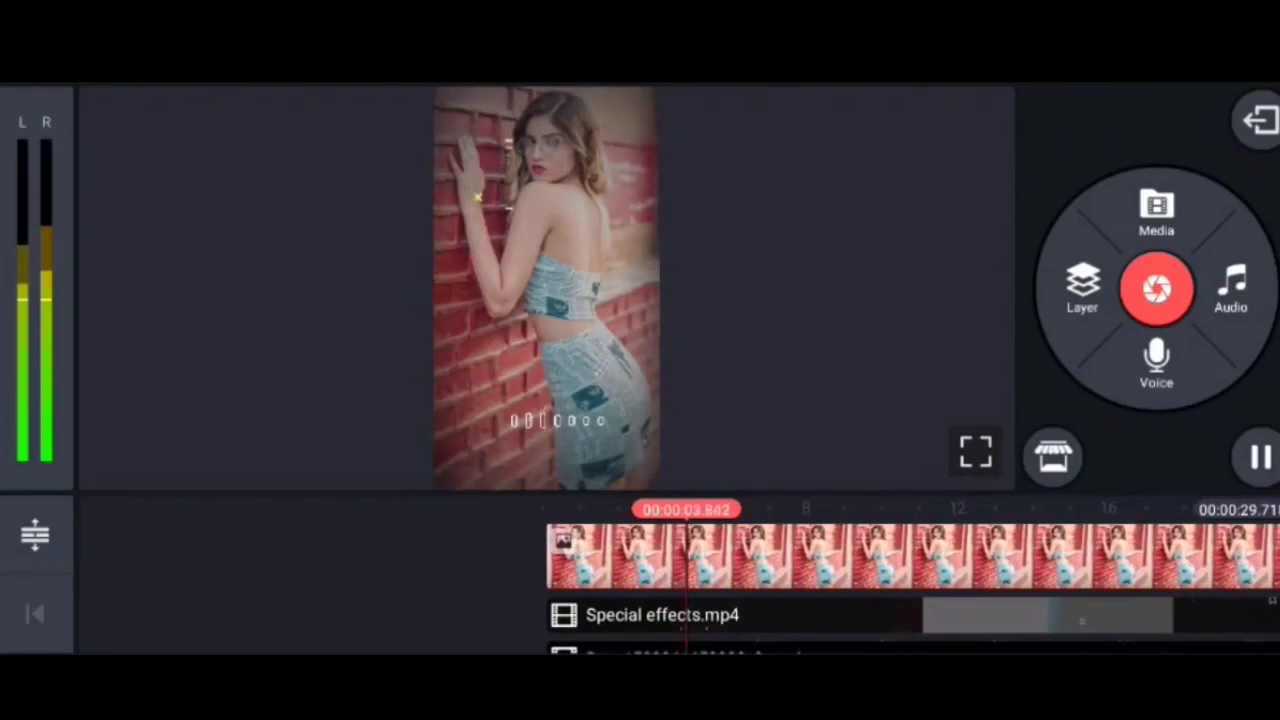 L R
Media
Layer
Audio
Voice
00:00:03.842
8
12
16
00:00:29.71
Special effects.mp4